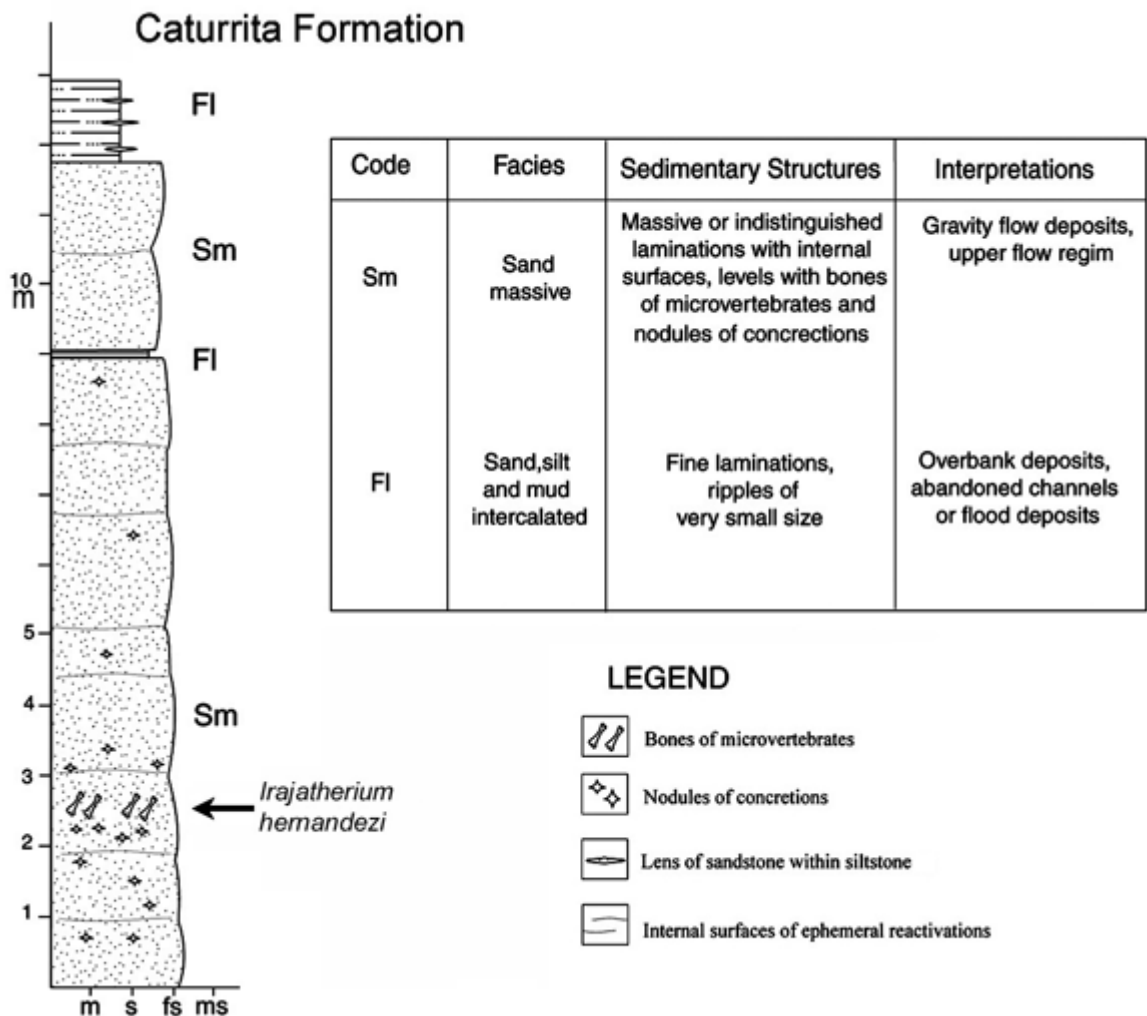 Caturrita Formation
Fl
Sm
10
m
Fl
5
4
Sm
3
2
1
m s fs ms
Irajatherium
hernandezi
Code Facies Sedimentary Structures Interpretations
Sm
Sand
massive
Massive or indistinguished
laminations with internal
surfaces, levels with bones
of microvertebrates and
nodules of concrections
Gravity flow deposits,
upper flow regim
Fl
Sand,silt
and mud
intercalated
Fine laminations,
ripples of
very small size
Overbank deposits,
abandoned channels
or flood deposits
LEGEND
Bones of microvertebrates
Nodules of concretions
Lens of sandstone within siltstone
Internal surfaces of ephemeral reactivations